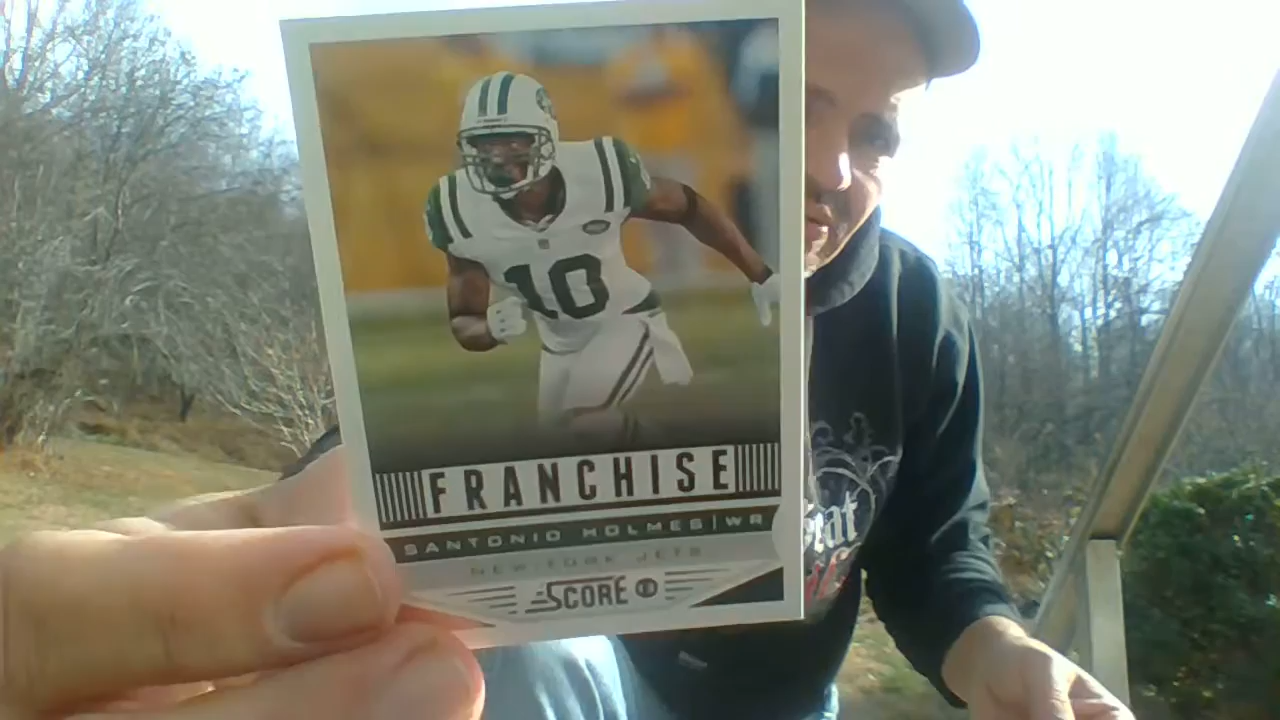 10
FRANCHISE
SANTONIO HOLMES|WR
NEW YORK JETS
SCORE